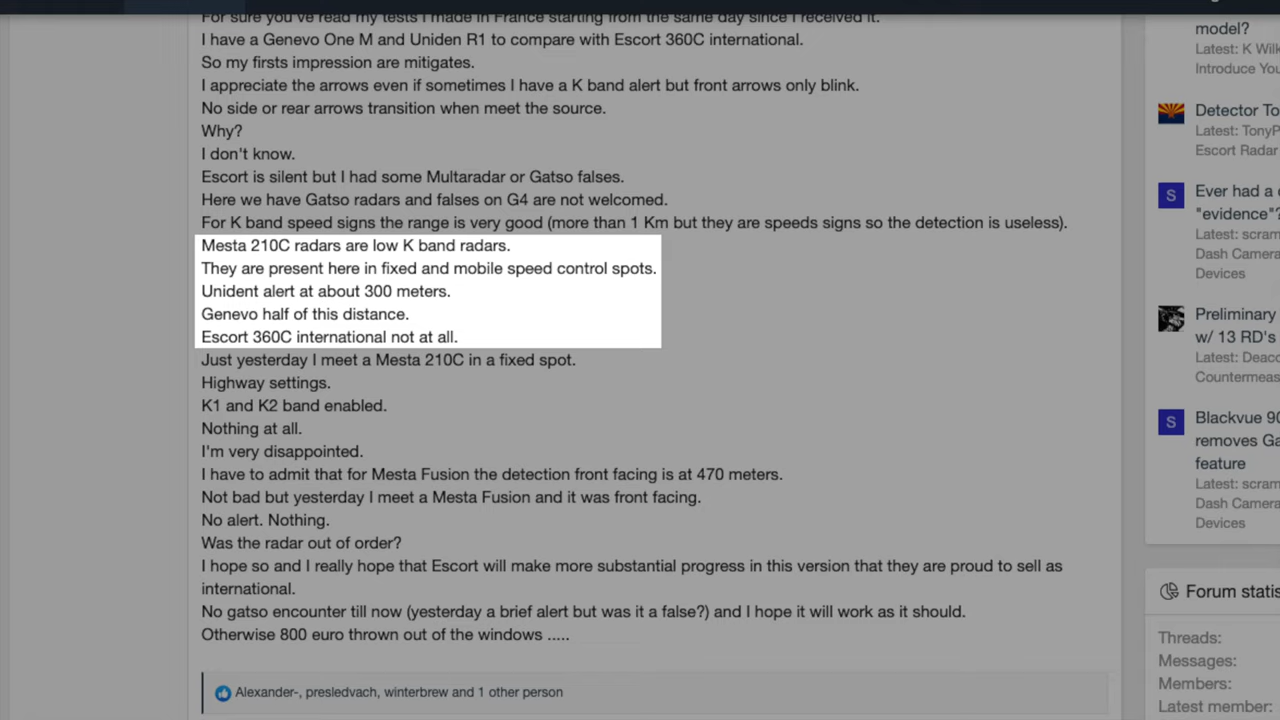 For sure you've read my tests I made in France starting from the same day since I received it.
I have a Genevo One M and Uniden R1 to compare with Escort 360C international.
So my firsts impression are mitigates.
I appreciate the arrows even if sometimes I have a K band alert but front arrows only blink.
No side or rear arrows transition when meet the source.
Why?
I don't know.
Escort is silent but I had some Multaradar or Gatso falses.
Here we have Gatso radars and falses on G4 are not welcomed.
For K band speed signs the range is very good (more than 1 Km but they are speeds signs so the detection is useless).
Mesta 210C radars are low K band radars.
They are present here in fixed and mobile speed control spots.
Unident alert at about 300 meters.
Genevo half of this distance.
Escort 360C international not at all.
Just yesterday I meet a Mesta 210C in a fixed spot.
Highway settings.
K1 and K2 band enabled.
Nothing at all.
I'm very disappointed.
I have to admit that for Mesta Fusion the detection front facing is at 470 meters.
Not bad but yesterday I meet a Mesta Fusion and it was front facing.
No alert. Nothing.
Was the radar out of order?
I hope so and I really hope that Escort will make more substantial progress in this version that they are proud to sell as
international.
No gatso encounter till now (yesterday a brief alert but was it a false?) and I hope it will work as it should.
Otherwise 800 euro thrown out of the windows .....
Alexander-, presledvach, winterbrew and 1 other person
model?
Latest: K Wilk
Introduce You
Detector To
Latest: TonyP
Escort Radar
S
Ever had a
"evidence"?
Latest: scram
Dash Camera
Devices
Preliminary
w/ 13 RD's
Latest: Deaco
Countermeas
S
Blackvue 90
removes Ga
feature
Latest: scram
Dash Camera
Devices
Forum statis
Threads:
Messages:
Members:
Latest member: